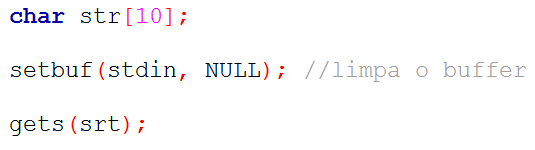 char str[10];
setbuf(stdin, NULL); //limpa o buffer
gets(srt);